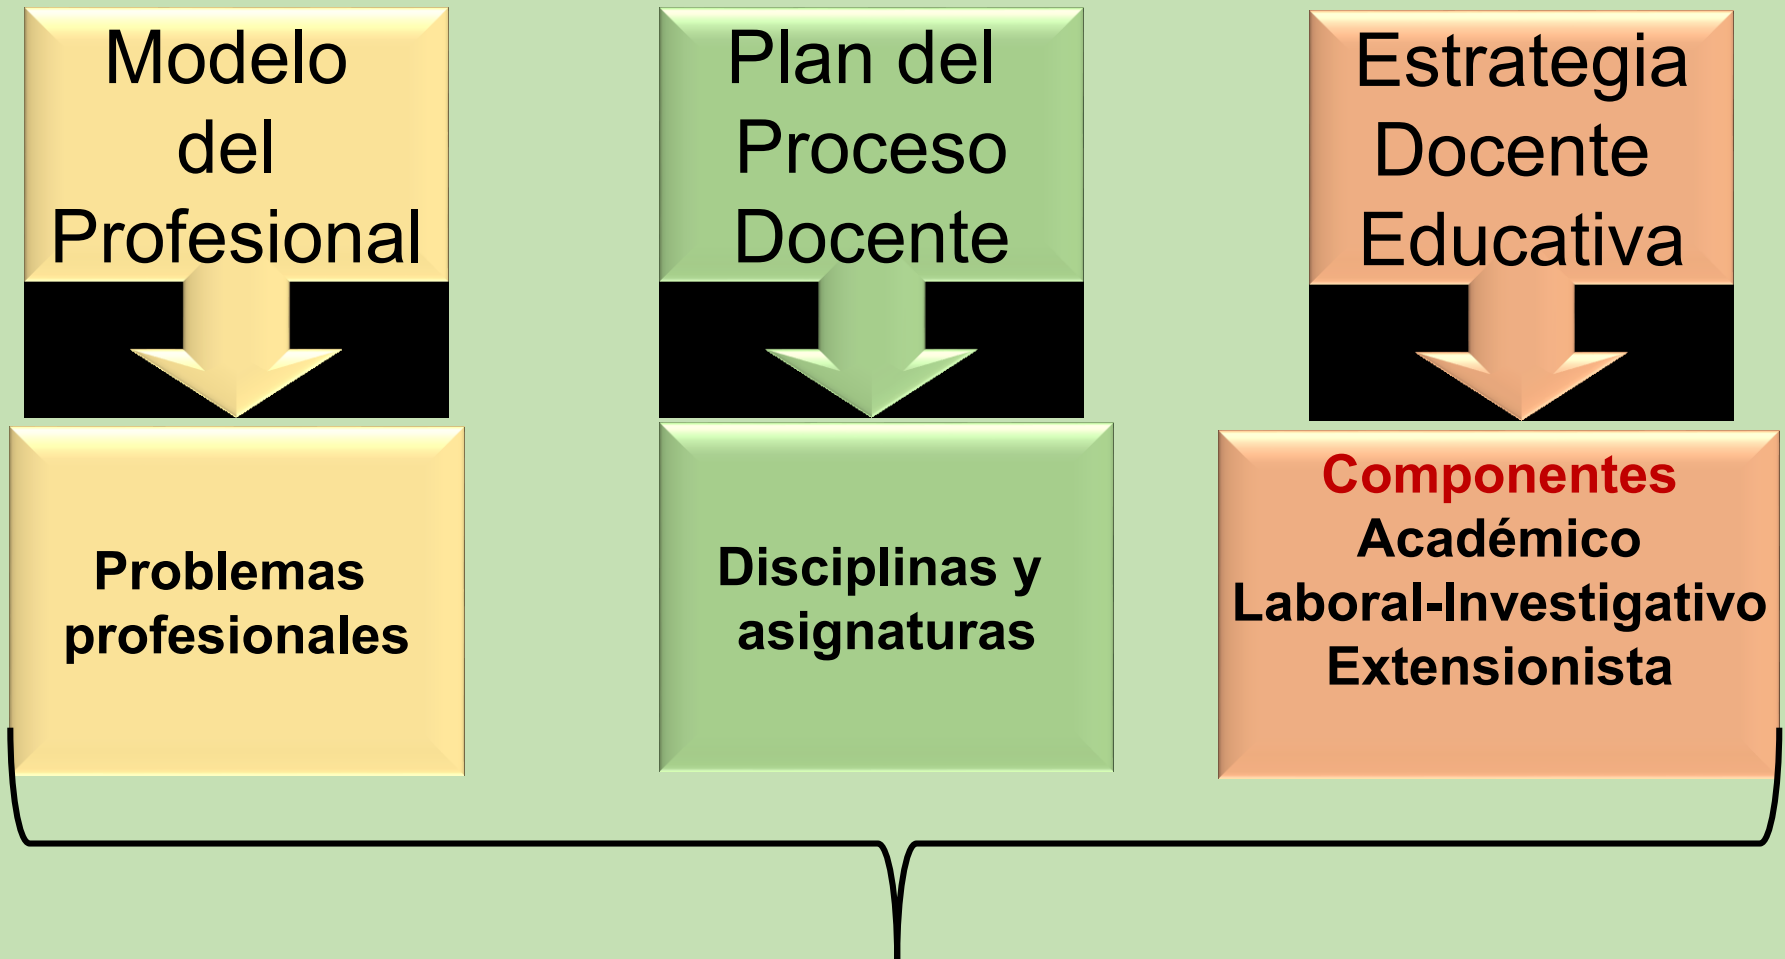 Modelo
del
Profesional
Plan del
Proceso
Docente
Estrategia
Docente
Educativa
Problemas
profesionales
Disciplinas y
asignaturas
Componentes
Académico
Laboral-Investigativo
Extensionista